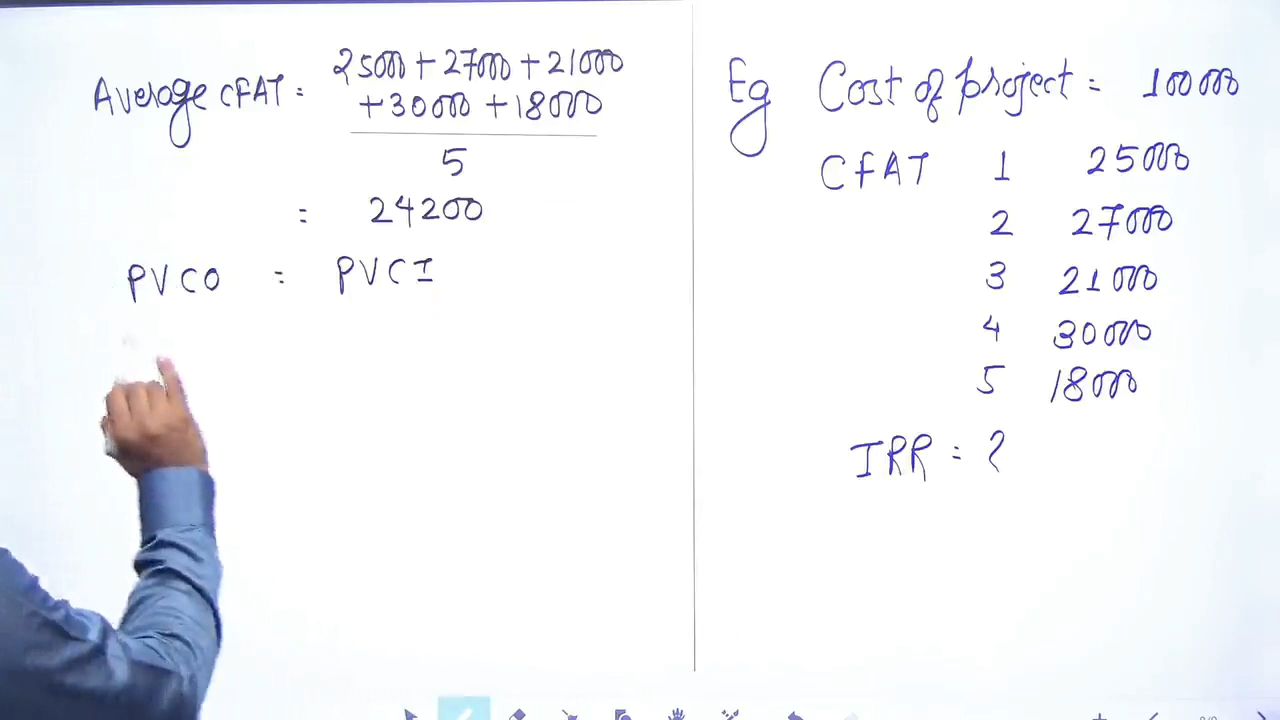 Average CFAT = 25000 + 27000 + 21000
+ 30000 + 18000
5
= 24200
PVCO = PVCI
Eg Cost of project = 100000
CFAT 1 25000
2 27000
3 21000
4 30000
5 18000
IRR = ?